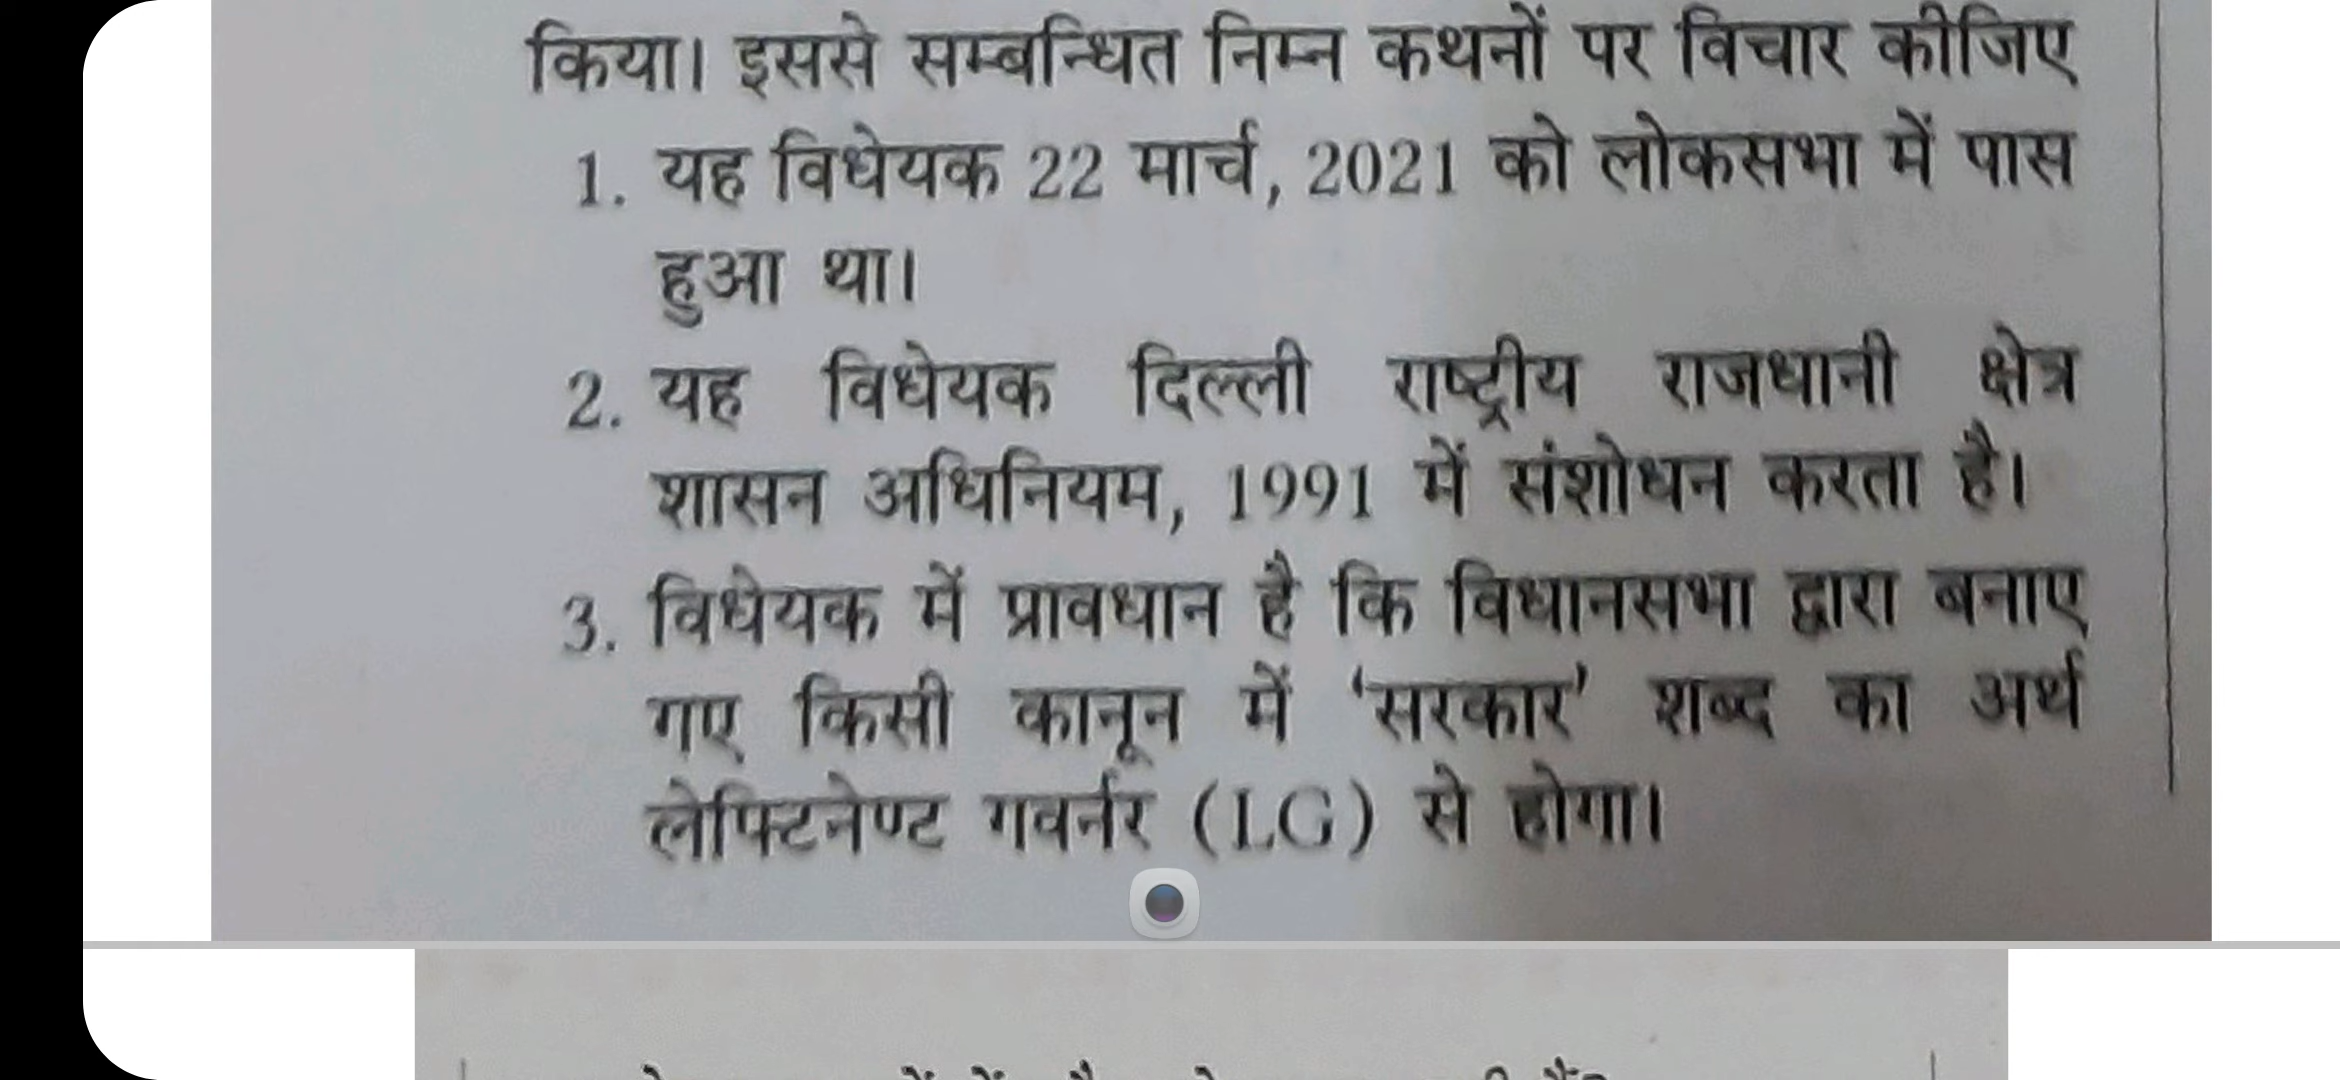 किया। इससे सम्बन्धित निम्न कथनों पर विचार कीजिए
1. यह विधेयक 22 मार्च, 2021 को लोकसभा में पास
हुआ था।
2. यह विधेयक दिल्ली राष्ट्रीय राजधानी क्षेत्र
शासन अधिनियम, 1991 में संशोधन करता है।
3. विधेयक में प्रावधान है कि विधानसभा द्वारा बनाए
गए किसी कानून में ‘सरकार’ शब्द का अर्थ
लेफ्टिनेण्ट गवर्नर (LG) से होगा।